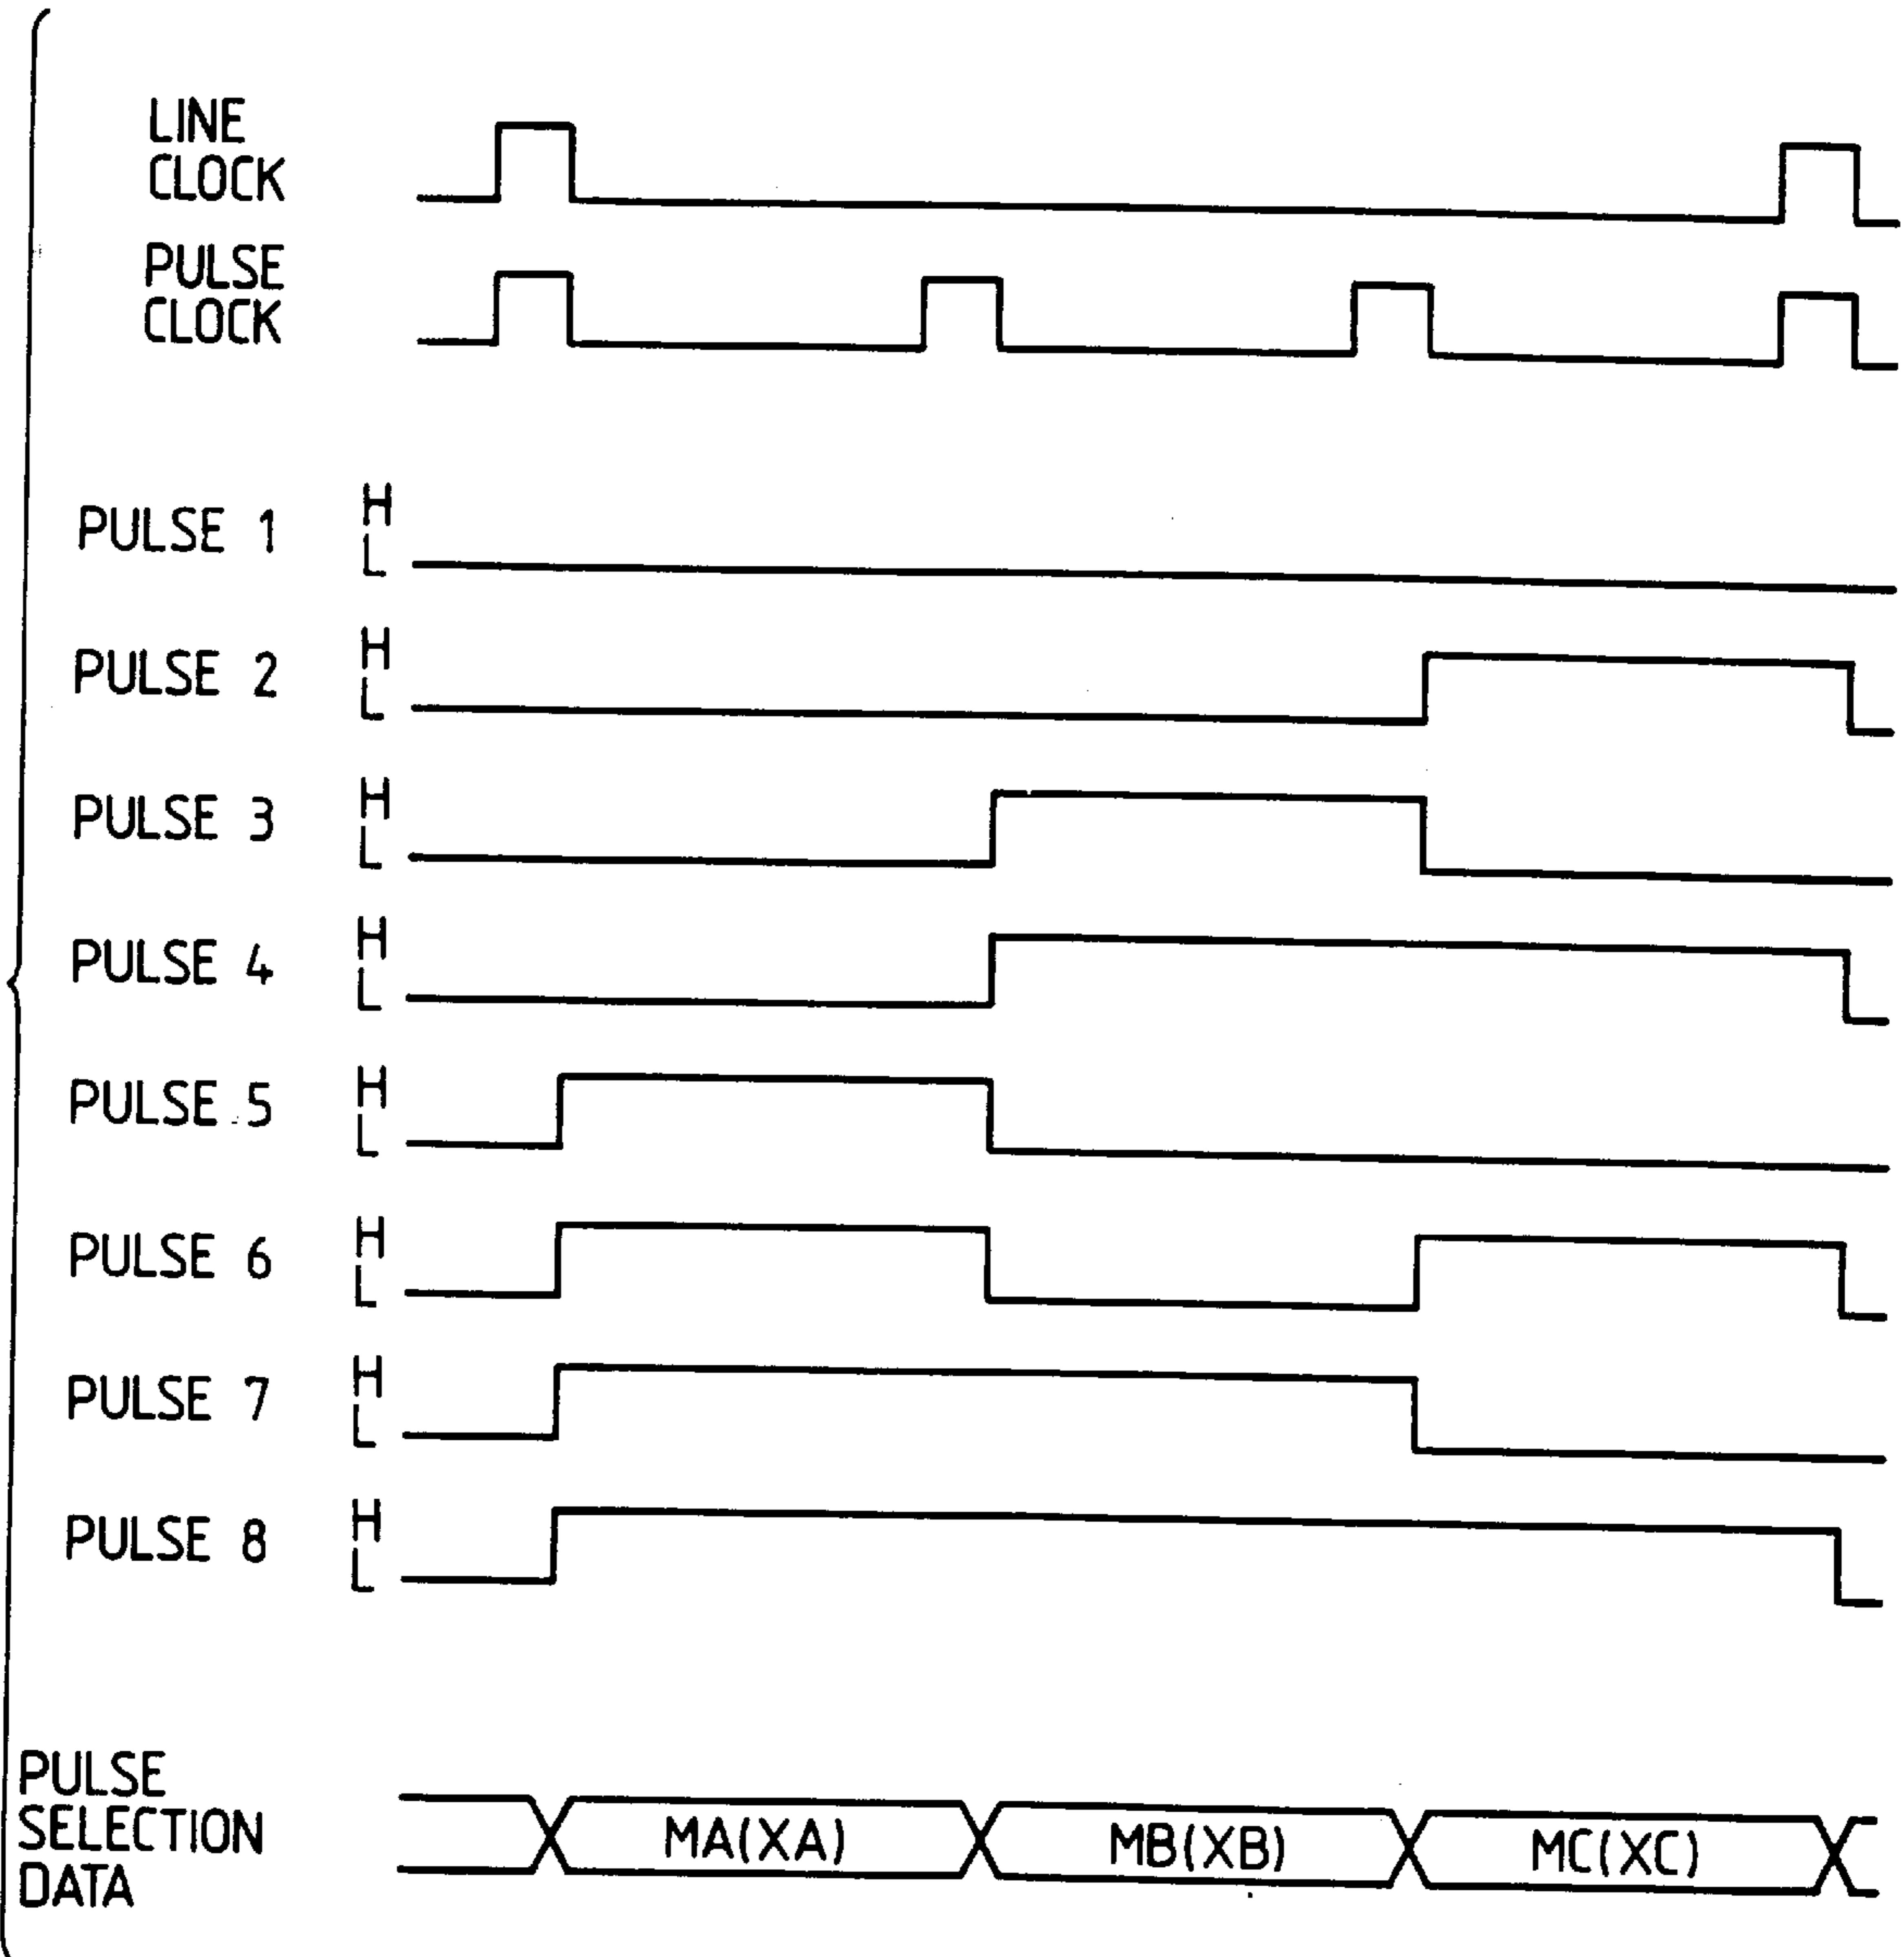 LINE
CLOCK
PULSE
CLOCK
PULSE 1
H
L
PULSE 2
H
L
PULSE 3
H
L
PULSE 4
H
L
PULSE 5
H
L
PULSE 6
H
L
PULSE 7
H
L
PULSE 8
H
L
PULSE
SELECTION
DATA
MA(XA)
MB(XB)
MC(XC)